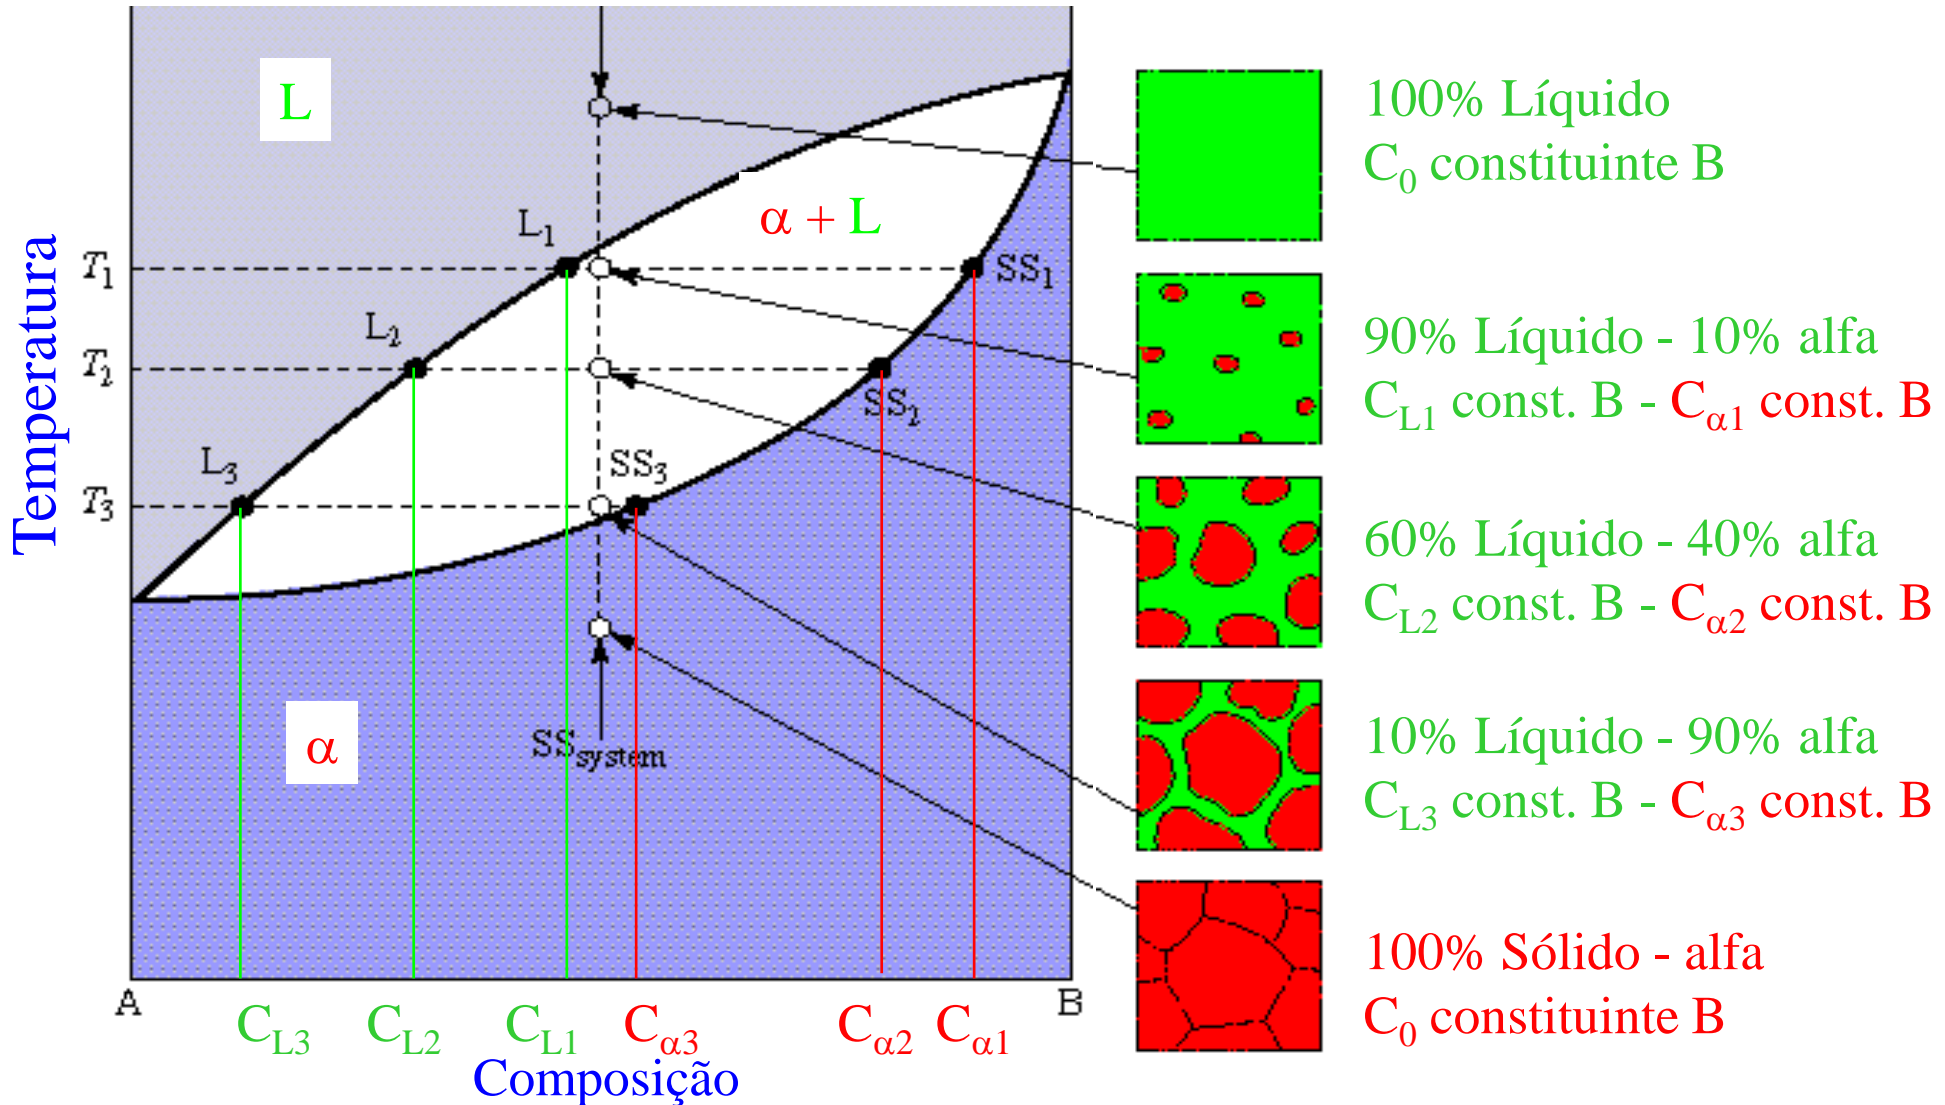 L
α + L
α
L1
L2
L3
SS1
SS2
SS3
SSsystem
T1
T2
T3
Temperatura
A
B
CL3 CL2 CL1 Cα3 Cα2 Cα1
Composição
100% Líquido
C0 constituinte B
90% Líquido - 10% alfa
CL1 const. B - Cα1 const. B
60% Líquido - 40% alfa
CL2 const. B - Cα2 const. B
10% Líquido - 90% alfa
CL3 const. B - Cα3 const. B
100% Sólido - alfa
C0 constituinte B